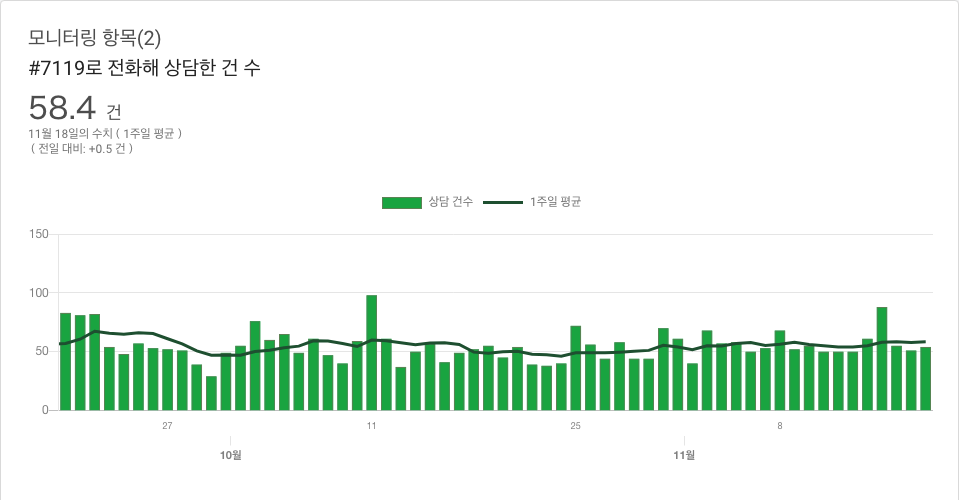 모니터링 항목(2)
#7119로 전화해 상담한 건 수
58.4 건
11월 18일의 수치 ( 1주일 평균 )
( 전일 대비: +0.5 건 )
상담 건수 1주일 평균
150
100
50
0
27 11 25 8
10월 11월